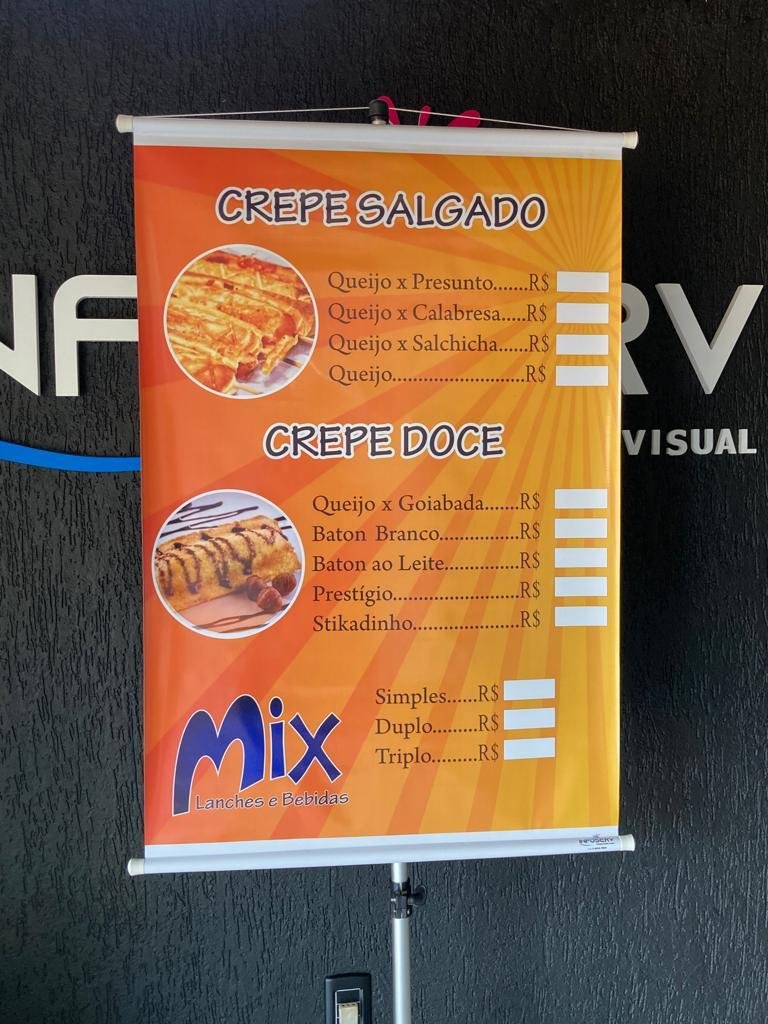 CREPE SALGADO
Queijo x Presunto.......R$
Queijo x Calabresa.....R$
Queijo x Salchicha......R$
Queijo...........................R$
CREPE DOCE
Queijo x Goiabada.......R$
Baton Branco................R$
Baton ao Leite...............R$
Prestígio.........................R$
Stikadinho.....................R$
Simples......R$
Duplo.........R$
Triplo.........R$
Mix
Lanches e Bebidas
INFOSERV
VISUAL